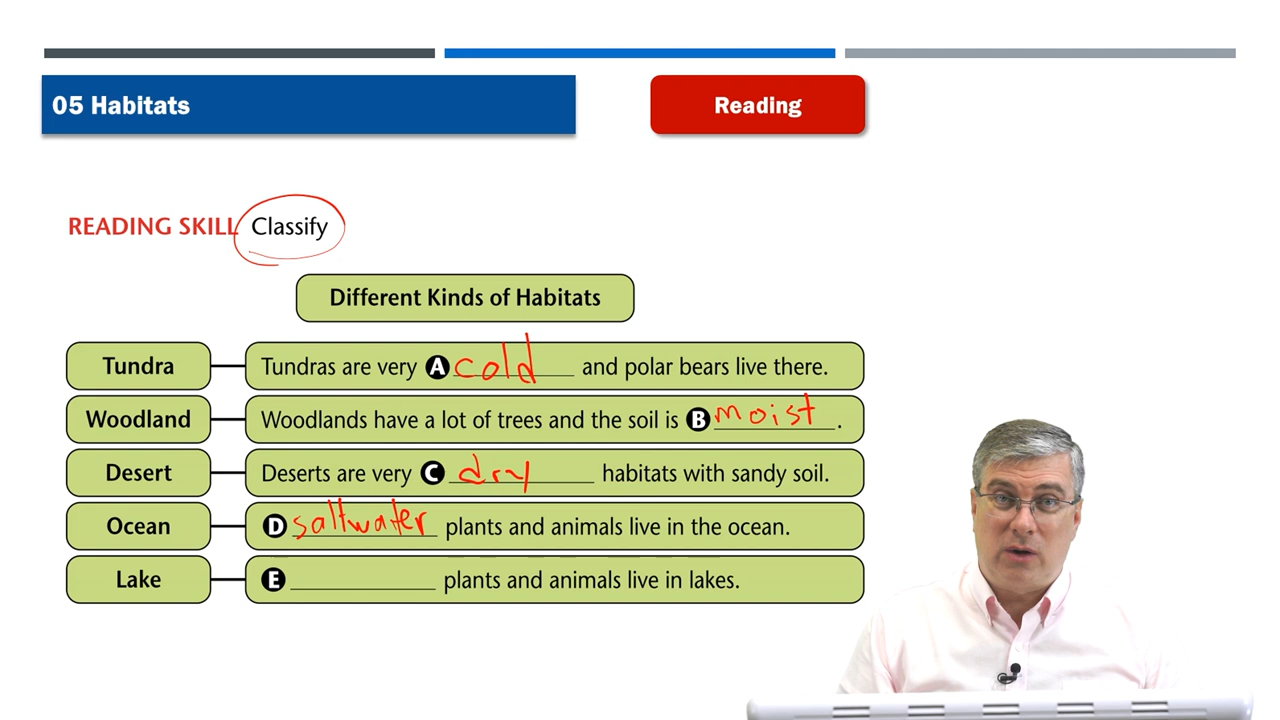 05 Habitats
Reading
READING SKILL Classify
Different Kinds of Habitats
Tundra
Tundras are very A cold and polar bears live there.
Woodland
Woodlands have a lot of trees and the soil is B moist.
Desert
Deserts are very C dry habitats with sandy soil.
Ocean
D saltwater plants and animals live in the ocean.
Lake
E ____________ plants and animals live in lakes.